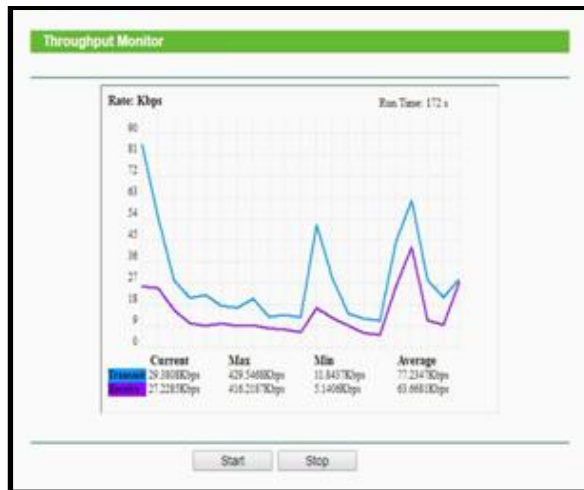 Throughput Monitor
Rate: Kbps Run Time: 172 s
90
81
72
63
54
45
36
27
18
9
0
Current Max Min Average
Transmit 29.3808Kbps 429.5468Kbps 11.8437Kbps 77.2347Kbps
Receive 27.2285Kbps 416.2187Kbps 5.1406Kbps 63.6681Kbps
Start Stop